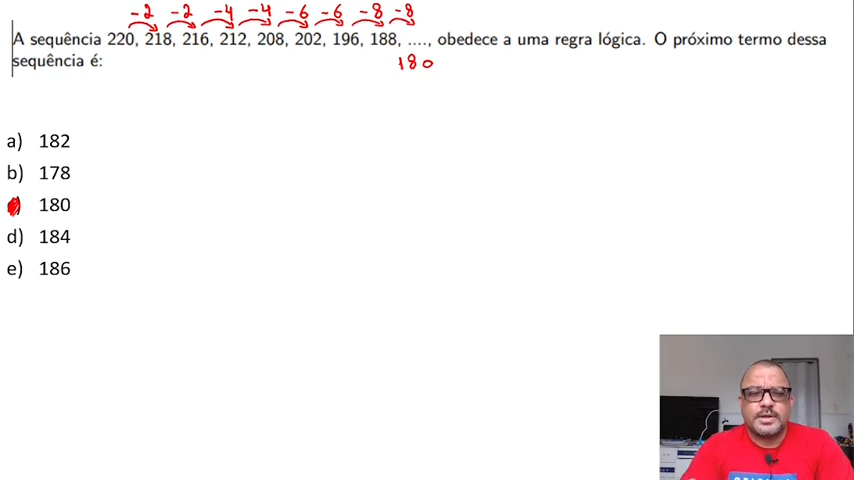 -2 -2 -4 -4 -6 -6 -8 -8
A sequência 220, 218, 216, 212, 208, 202, 196, 188, ...., obedece a uma regra lógica. O próximo termo dessa
180
sequência é:
a) 182
b) 178
) 180
d) 184
e) 186